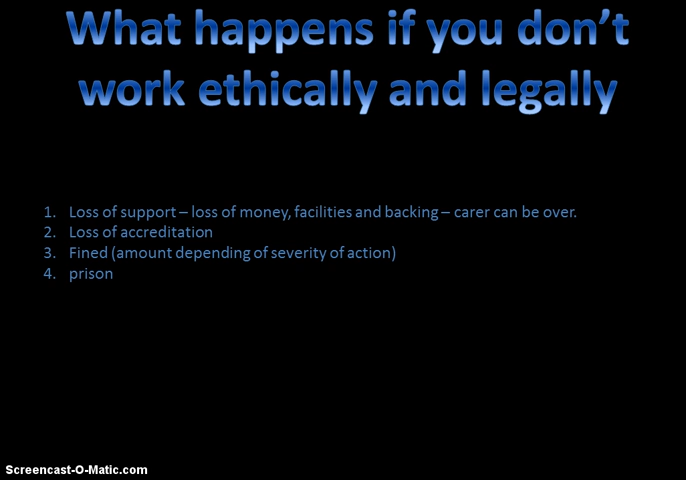 What happens if you don’t
work ethically and legally
1. Loss of support – loss of money, facilities and backing – carer can be over.
2. Loss of accreditation
3. Fined (amount depending of severity of action)
4. prison
Screencast-O-Matic.com